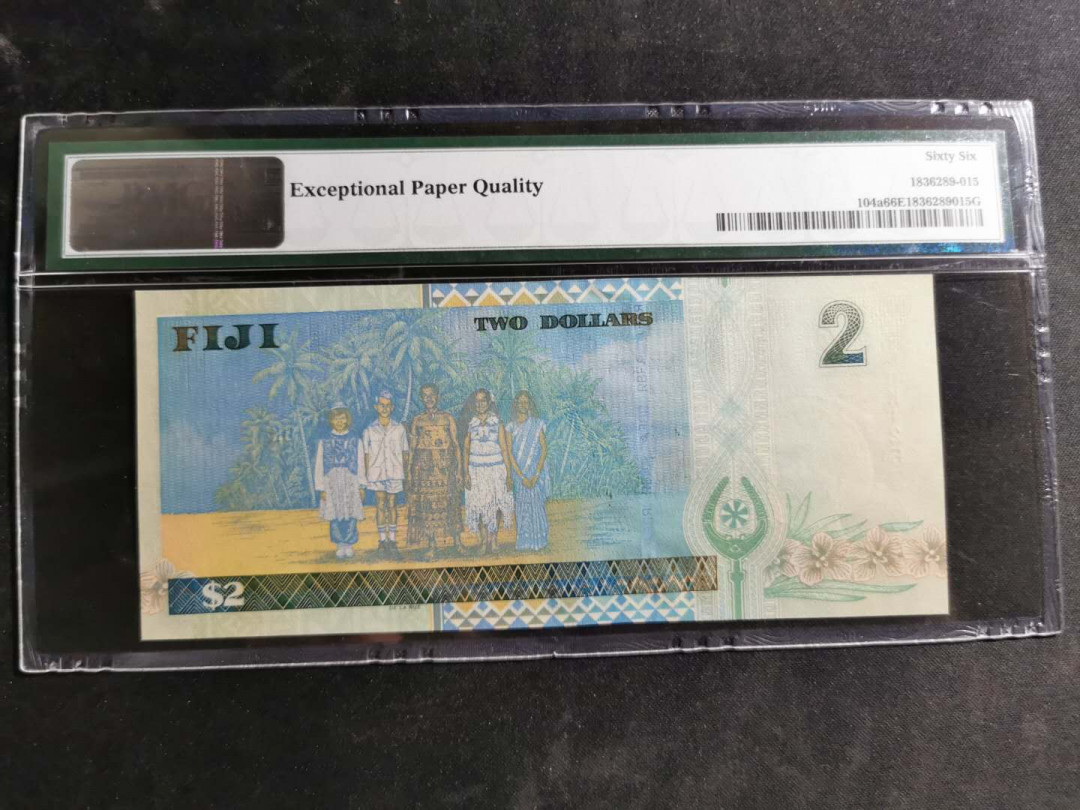 Exceptional Paper Quality
Sixty Six
1836289-015
104a66E1836289015G
FIJI
TWO DOLLARS
2
$2